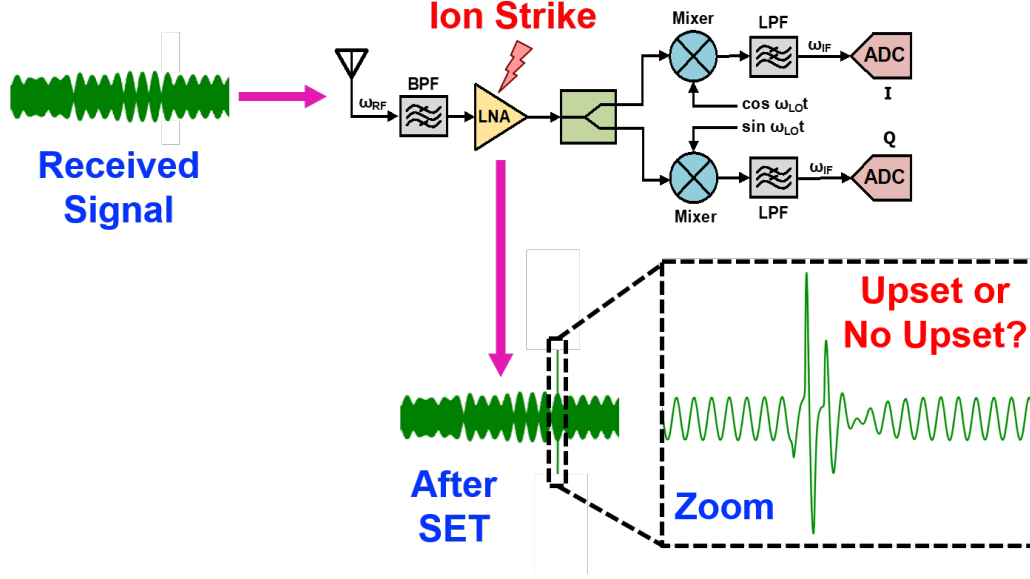 Ion Strike
Received
Signal
ωRF
BPF
LNA
Mixer
LPF
ωIF
ADC
I
cos ωLOt
sin ωLOt
Q
Mixer
LPF
ωIF
ADC
After
SET
Upset or
No Upset?
Zoom